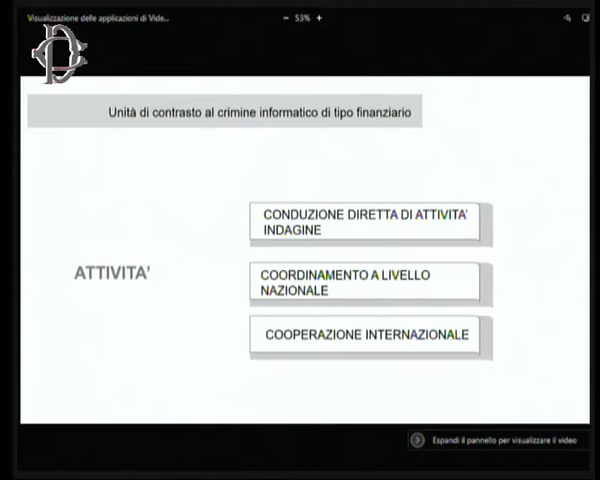 Visualizzazione delle applicazioni di Vide...
− 53% +
Unità di contrasto al crimine informatico di tipo finanziario
CONDUZIONE DIRETTA DI ATTIVITA'
INDAGINE
ATTIVITA'
COORDINAMENTO A LIVELLO
NAZIONALE
COOPERAZIONE INTERNAZIONALE
Espandi il pannello per visualizzare il video